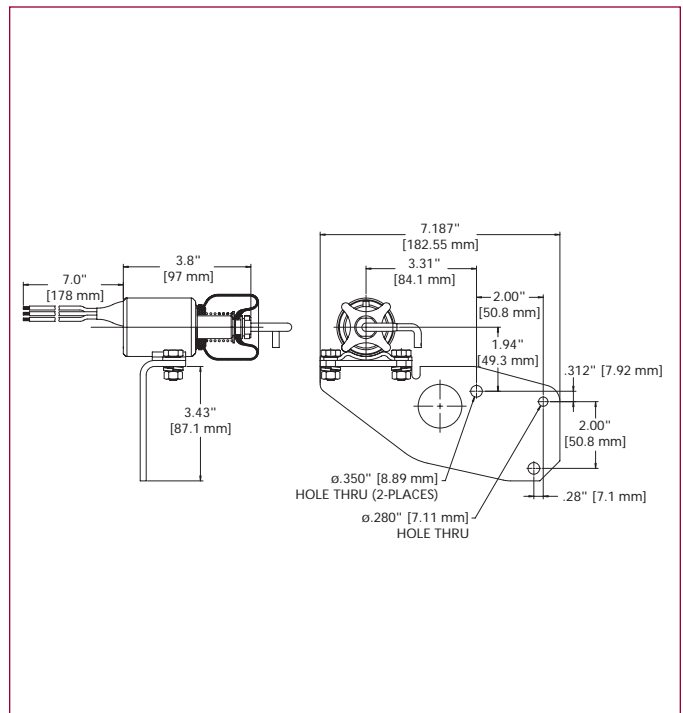 7.187"
[182.55 mm]
3.8"
[97 mm]
3.31"
[84.1 mm]
7.0"
[178 mm]
2.00"
[50.8 mm]
1.94"
[49.3 mm]
.312" [7.92 mm]
3.43"
[87.1 mm]
2.00"
[50.8 mm]
ø.350" [8.89 mm]
HOLE THRU (2-PLACES)
.28" [7.1 mm]
ø.280" [7.11 mm]
HOLE THRU